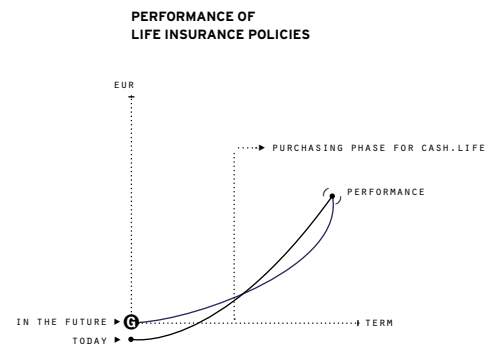 PERFORMANCE OF
LIFE INSURANCE POLICIES
EUR
PURCHASING PHASE FOR CASH.LIFE
PERFORMANCE
IN THE FUTURE
G
TERM
TODAY